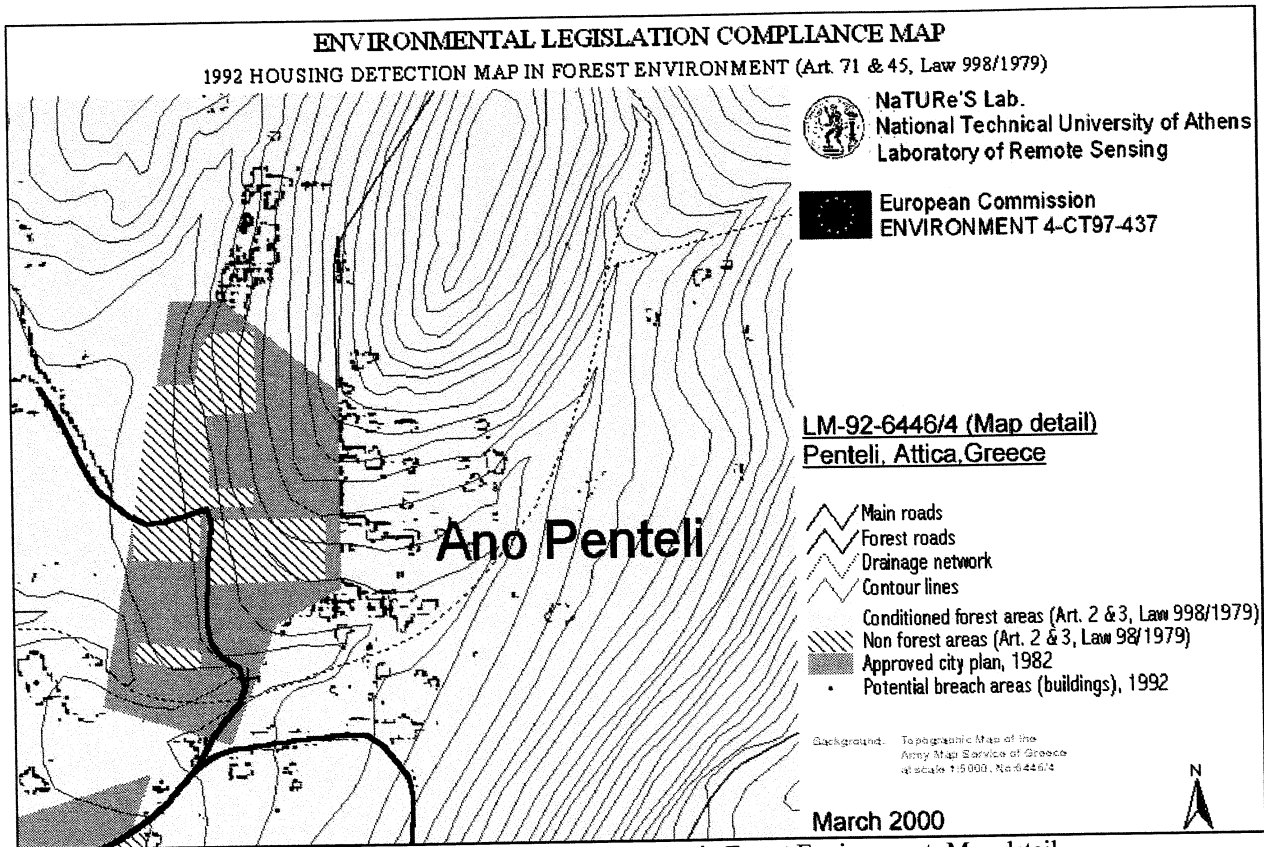 ENVIRONMENTAL LEGISLATION COMPLIANCE MAP
1992 HOUSING DETECTION MAP IN FOREST ENVIRONMENT (Art. 71 & 45, Law 998/1979)
NaTURe'S Lab.
National Technical University of Athens
Laboratory of Remote Sensing
European Commission
ENVIRONMENT 4-CT97-437
LM-92-6446/4 (Map detail)
Penteli, Attica,Greece
Ano Penteli
Main roads
Forest roads
Drainage network
Contour lines
Conditioned forest areas (Art. 2 & 3, Law 998/1979)
Non forest areas (Art. 2 & 3, Law 98/1979)
Approved city plan, 1982
Potential breach areas (buildings), 1992
Background: Topographic Map of the
Army Map Service of Greece
at scale 1:5000, No:6446/4
N
March 2000
Forest Environment, Map detail